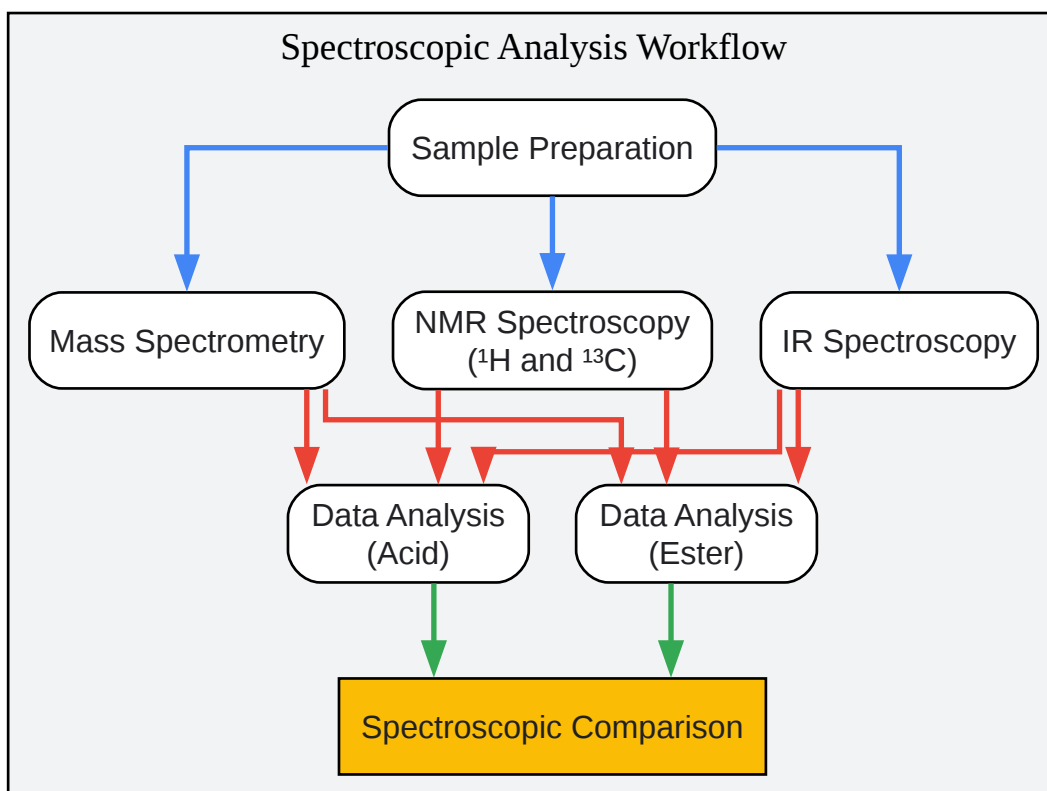 Spectroscopic Analysis Workflow
Sample Preparation
Mass Spectrometry
NMR Spectroscopy
(¹H and ¹³C)
IR Spectroscopy
Data Analysis
(Acid)
Data Analysis
(Ester)
Spectroscopic Comparison